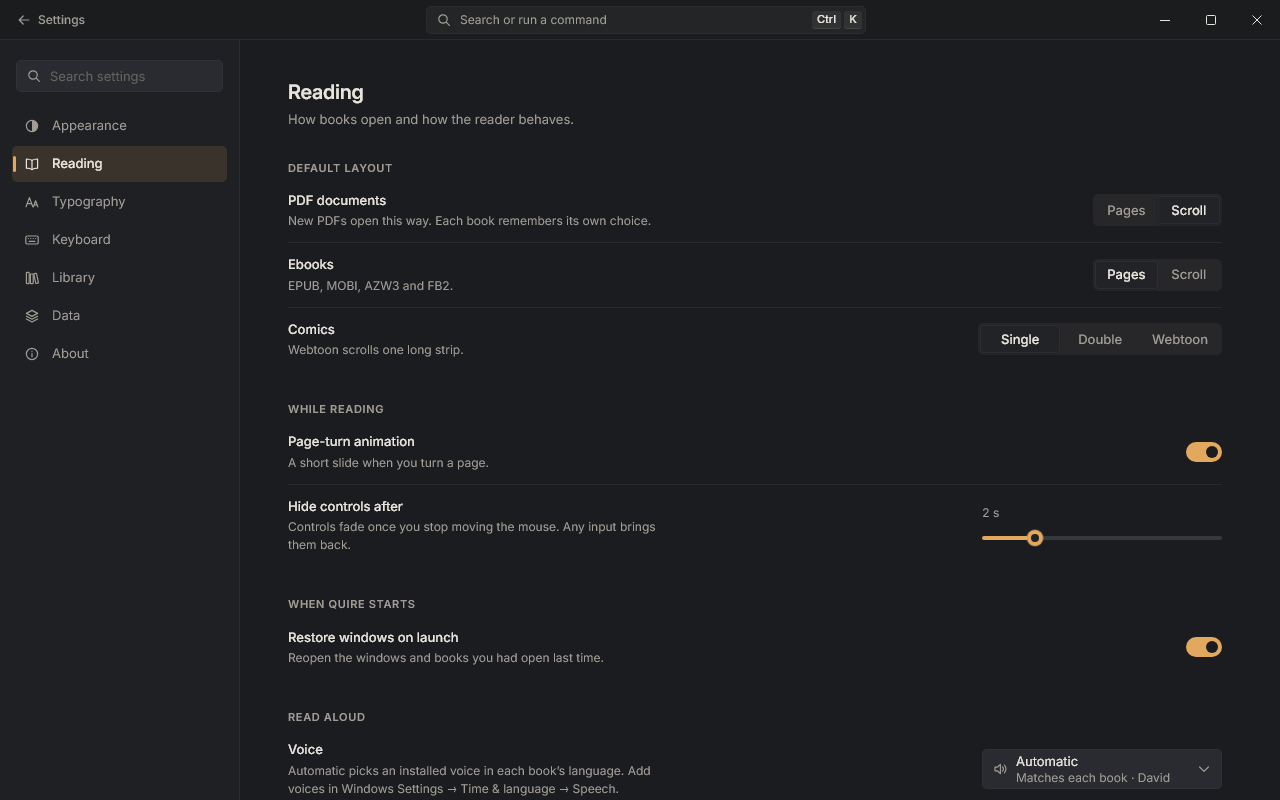 Settings
Search or run a command
Ctrl K
Search settings
Appearance
Reading
Typography
Keyboard
Library
Data
About
Reading
How books open and how the reader behaves.
DEFAULT LAYOUT
PDF documents
New PDFs open this way. Each book remembers its own choice.
Pages Scroll
Ebooks
EPUB, MOBI, AZW3 and FB2.
Pages Scroll
Comics
Webtoon scrolls one long strip.
Single Double Webtoon
WHILE READING
Page-turn animation
A short slide when you turn a page.
Hide controls after
Controls fade once you stop moving the mouse. Any input brings
them back.
2 s
WHEN QUIRE STARTS
Restore windows on launch
Reopen the windows and books you had open last time.
READ ALOUD
Voice
Automatic picks an installed voice in each book’s language. Add
voices in Windows Settings → Time & language → Speech.
Automatic
Matches each book · David